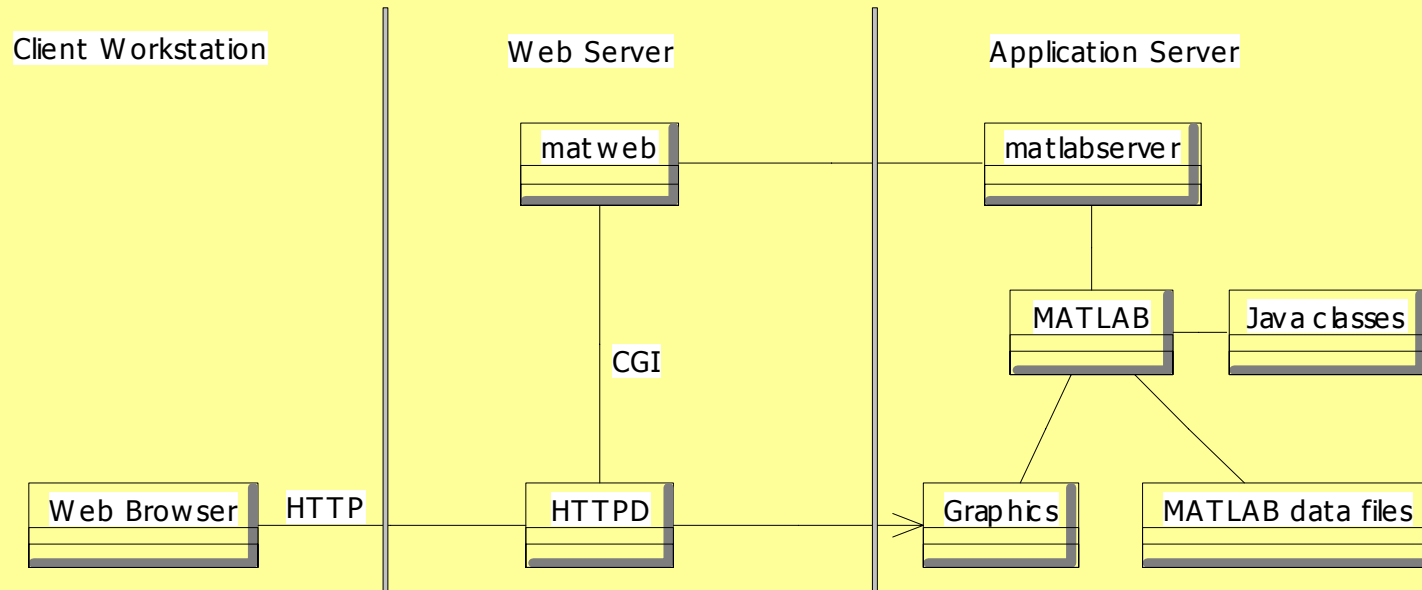 Client Workstation
Web Server
Application Server
matweb
matlabserver
MATLAB
Java classes
CGI
Web Browser
HTTP
HTTPD
Graphics
MATLAB data files